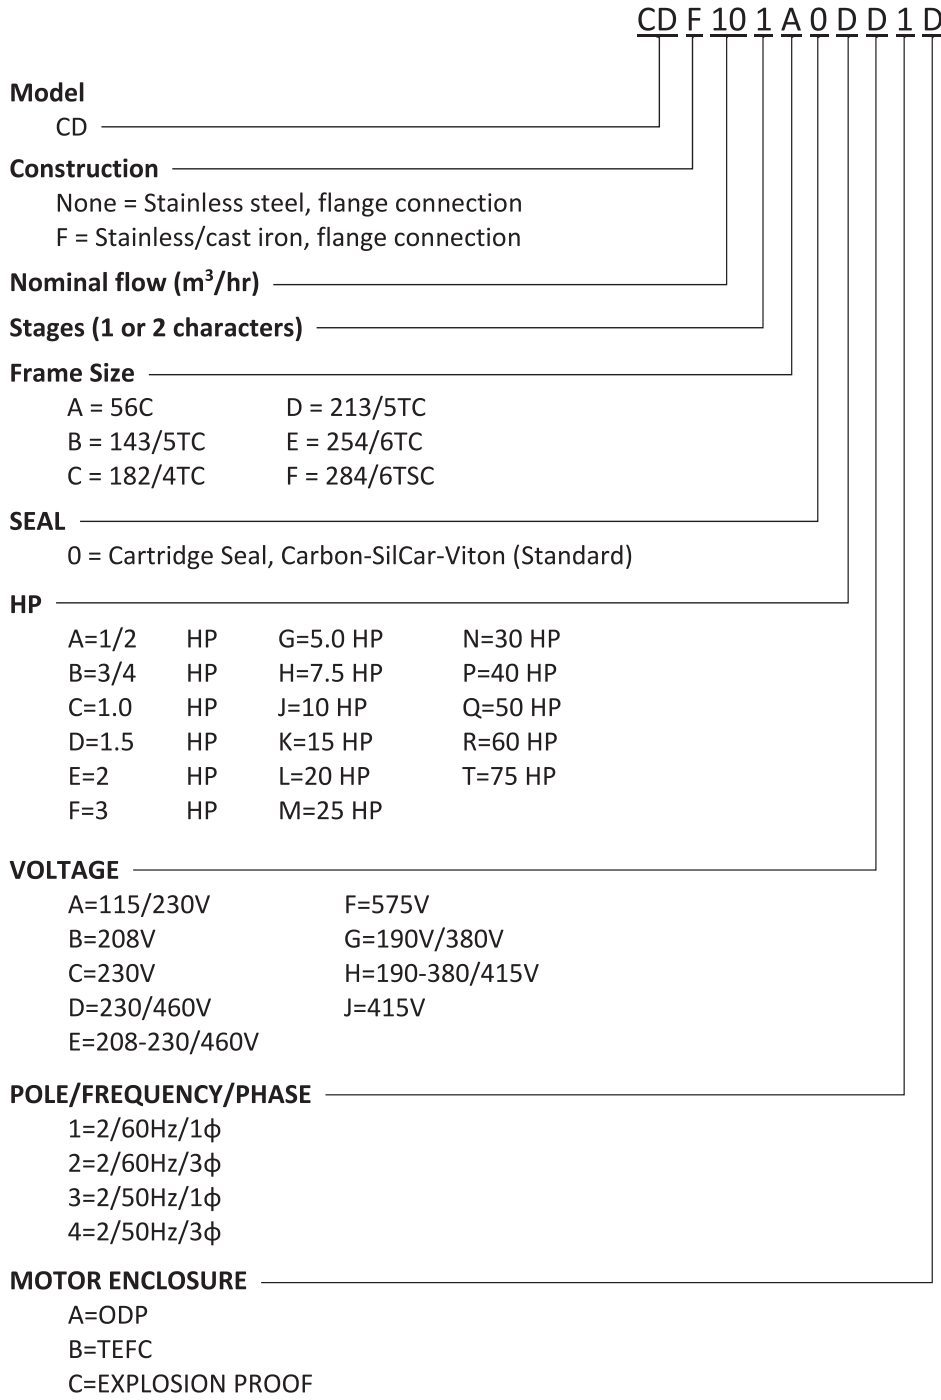 CD F 10 1 A 0 D D 1 D
Model
CD
Construction
None = Stainless steel, flange connection
F = Stainless/cast iron, flange connection
Nominal flow (m³/hr)
Stages (1 or 2 characters)
Frame Size
A = 56C D = 213/5TC
B = 143/5TC E = 254/6TC
C = 182/4TC F = 284/6TSC
SEAL
0 = Cartridge Seal, Carbon-SilCar-Viton (Standard)
HP
A=1/2 HP G=5.0 HP N=30 HP
B=3/4 HP H=7.5 HP P=40 HP
C=1.0 HP J=10 HP Q=50 HP
D=1.5 HP K=15 HP R=60 HP
E=2 HP L=20 HP T=75 HP
F=3 HP M=25 HP
VOLTAGE
A=115/230V F=575V
B=208V G=190V/380V
C=230V H=190-380/415V
D=230/460V J=415V
E=208-230/460V
POLE/FREQUENCY/PHASE
1=2/60Hz/1ϕ
2=2/60Hz/3ϕ
3=2/50Hz/1ϕ
4=2/50Hz/3ϕ
MOTOR ENCLOSURE
A=ODP
B=TEFC
C=EXPLOSION PROOF